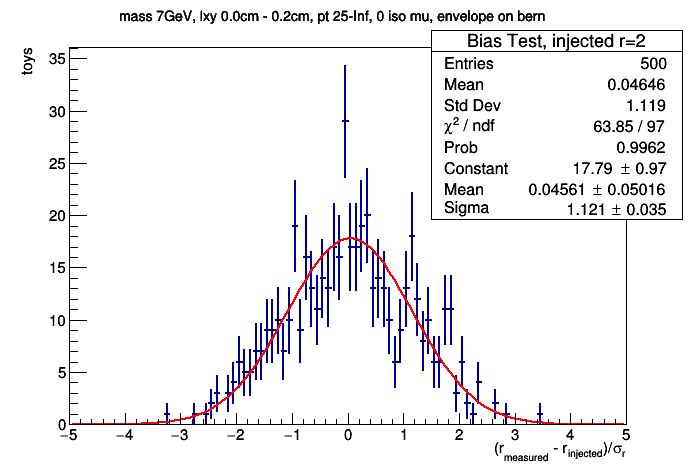 mass 7GeV, lxy 0.0cm - 0.2cm, pt 25-Inf, 0 iso mu, envelope on bern
Bias Test, injected r=2
Entries 500
Mean 0.04646
Std Dev 1.119
χ² / ndf 63.85 / 97
Prob 0.9962
Constant 17.79 ± 0.97
Mean 0.04561 ± 0.05016
Sigma 1.121 ± 0.035
toys
35
30
25
20
15
10
5
0
−5 −4 −3 −2 −1 0 1 2 3 4 5
(r_measured - r_injected)/σ_r